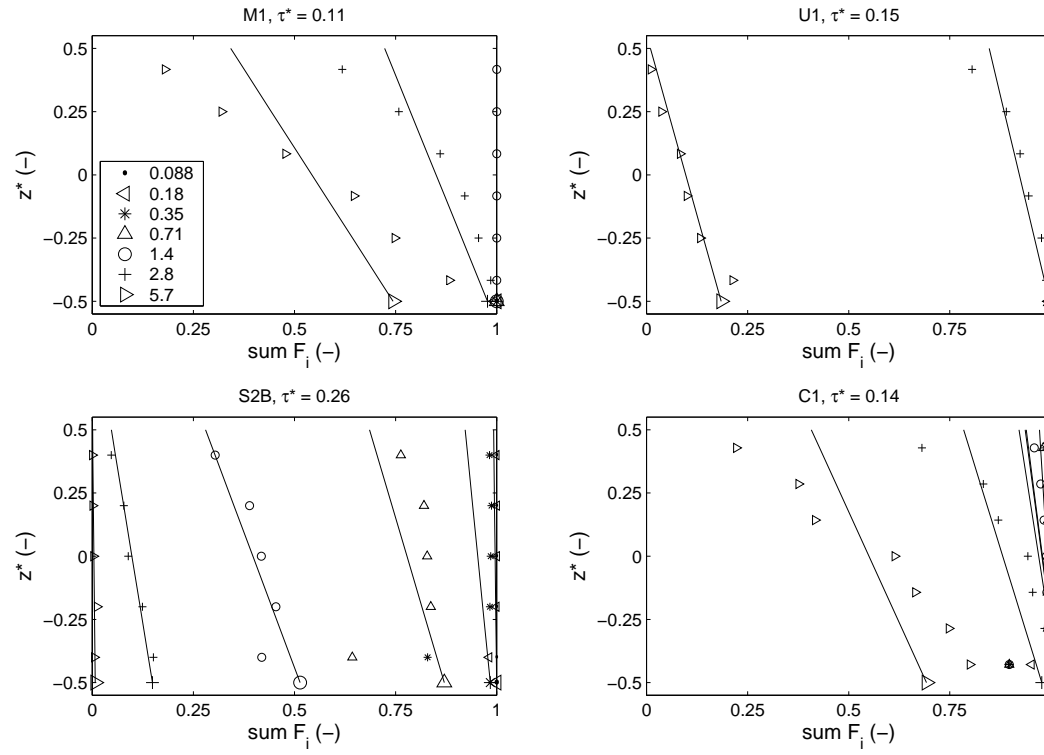 M1, τ* = 0.11
0.5
0.25
0
−0.25
−0.5
z* (−)
0.088
0.18
0.35
0.71
1.4
2.8
5.7
0 0.25 0.5 0.75 1
sum F_i (−)
U1, τ* = 0.15
0.5
0.25
0
−0.25
−0.5
z* (−)
0 0.25 0.5 0.75
sum F_i (−)
S2B, τ* = 0.26
0.5
0.25
0
−0.25
−0.5
z* (−)
0 0.25 0.5 0.75 1
sum F_i (−)
C1, τ* = 0.14
0.5
0.25
0
−0.25
−0.5
z* (−)
0 0.25 0.5 0.75
sum F_i (−)